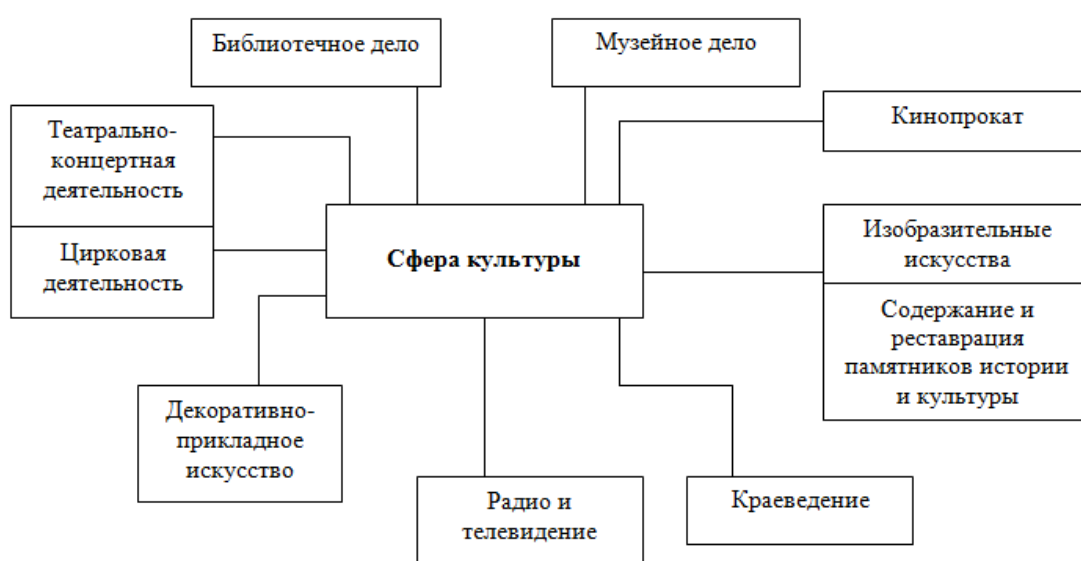 Библиотечное дело
Музейное дело
Театрально-
концертная
деятельность
Кинопрокат
Цирковая
деятельность
Сфера культуры
Изобразительные
искусства
Содержание и
реставрация
памятников истории
и культуры
Декоративно-
прикладное
искусство
Радио и
телевидение
Краеведение